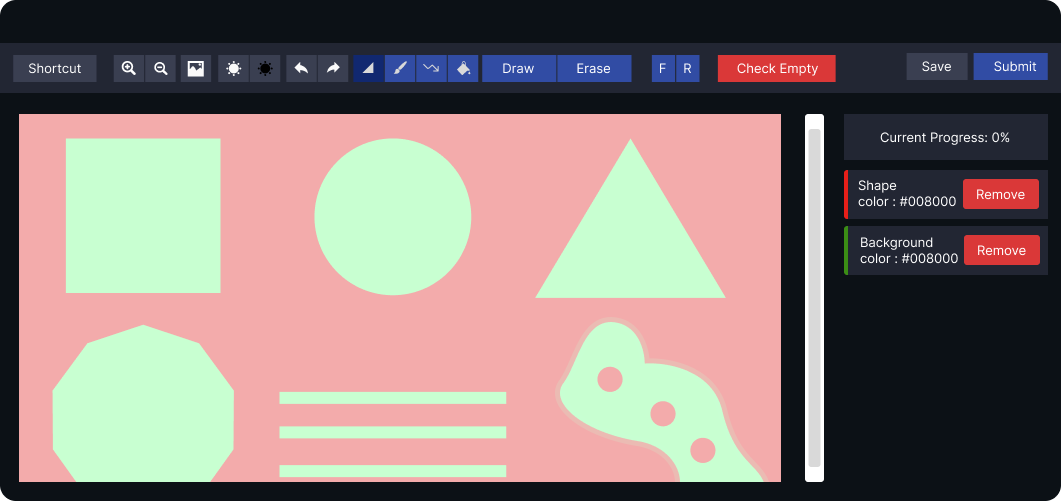 Shortcut
Draw
Erase
F
R
Check Empty
Save
Submit
Current Progress: 0%
Shape
color : #008000
Remove
Background
color : #008000
Remove